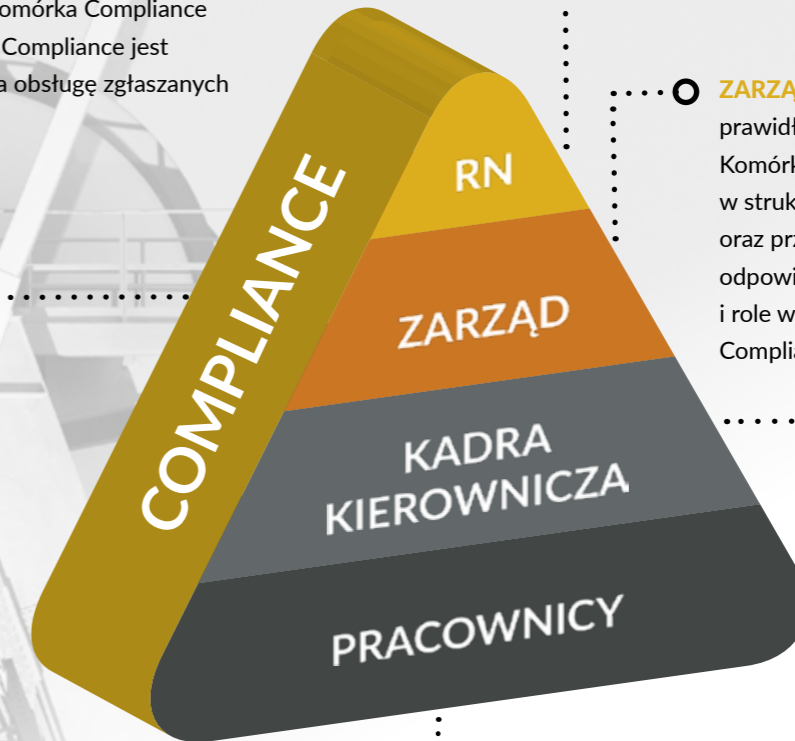 omórka Compliance
Compliance jest
a obsługę zgłaszanych
COMPLIANCE
RN
ZARZĄD
KADRA
KIEROWNICZA
PRACOWNICY
ZARZĄ
prawidł
Komórk
w struk
oraz prz
odpowi
i role w
Complia